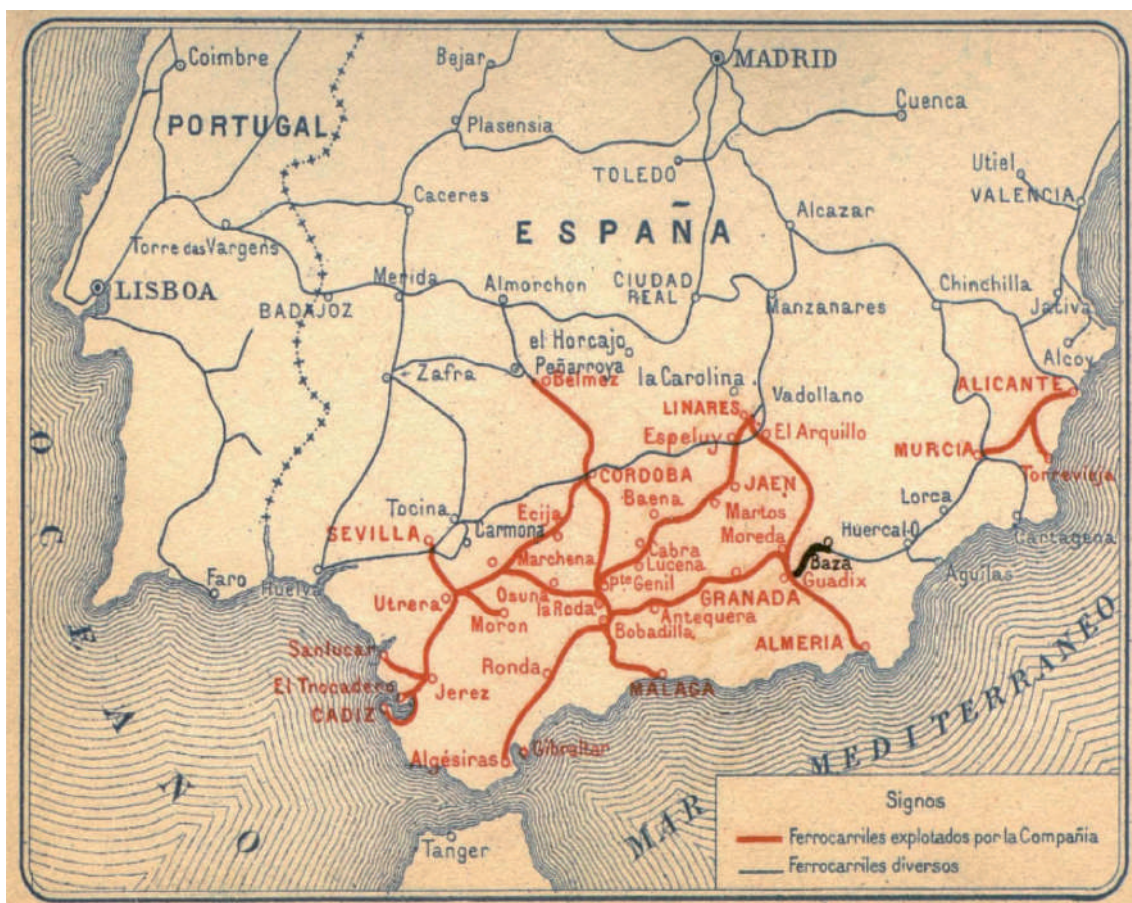 Coimbre
Bejar
MADRID
Cuenca
PORTUGAL
Plasensia
TOLEDO
Utiel
VALENCIA
Caceres
Alcazar
ESPAÑA
Torre das Vargens
LISBOA
BADAJOZ
Merida
Almorchon
CIUDAD
REAL
Manzanares
Chinchilla
Jativa
Alcoy
el Horcajo
Peñarroya
Zafra
Belmez
la Carolina
Vadollano
ALICANTE
LINARES
Espeluy
El Arquillo
MURCIA
Torrevieja
CORDOBA
JAEN
Baena
Martos
Lorca
Tocina
Ecija
Carmona
SEVILLA
Moreda
Huercal-O
Cartagena
Marchena
Cabra
Lucena
Baza
Guadix
Aguilas
Faro
Huelva
Osuna
Pte Genil
GRANADA
Utrera
la Roda
Moron
Antequera
Bobadilla
ALMERIA
Sanlucar
Ronda
El Trocadero
Jerez
MALAGA
CADIZ
Algésiras
Gibraltar
OCEANO
MAR MEDITERRANEO
Tanger
Signos
Ferrocarriles explotados por la Compañia
Ferrocarriles diversos